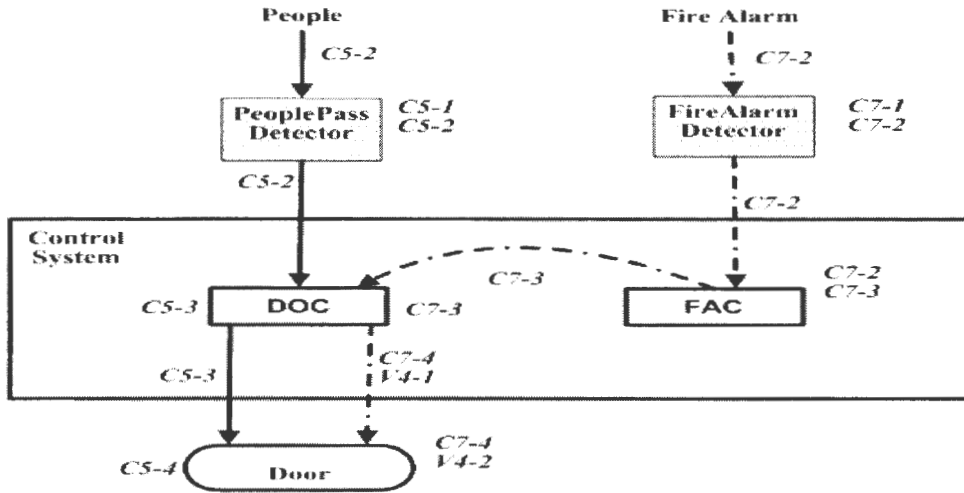 People
Fire Alarm
C5-2
C7-2
PeoplePass
Detector
C5-1
C5-2
FireAlarm
Detector
C7-1
C7-2
C5-2
C7-2
Control
System
C7-3
C7-2
C7-3
C5-3
DOC
C7-3
FAC
C5-3
C7-4
V4-1
C5-4
Door
C7-4
V4-2